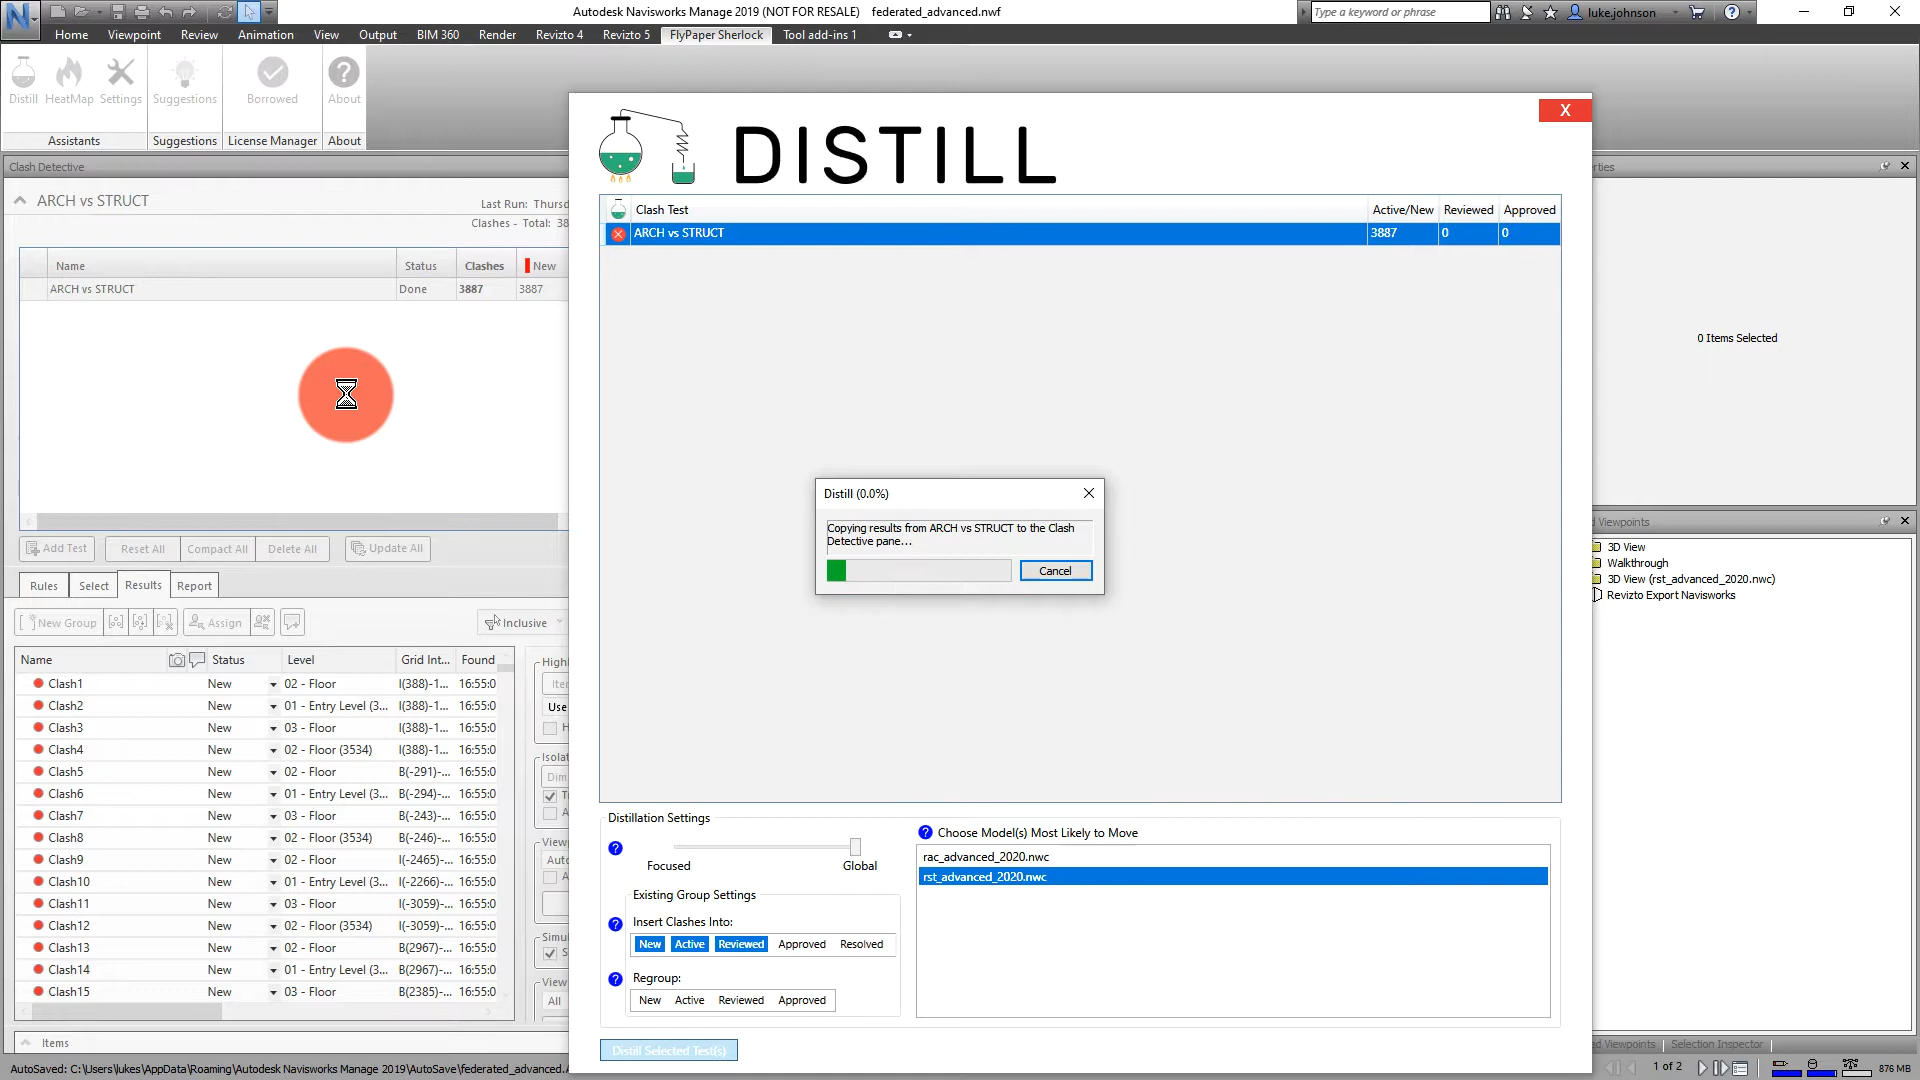 Autodesk Navisworks Manage 2019 (NOT FOR RESALE) federated_advanced.nwf
Type a keyword or phrase
luke.johnson
Home Viewpoint Review Animation View Output BIM 360 Render Revizto 4 Revizto 5 FlyPaper Sherlock Tool add-ins 1
Distill HeatMap Settings Suggestions Borrowed About
Assistants Suggestions License Manager About
X
DISTILL
Clash Detective
ARCH vs STRUCT
Last Run: Thursd
Clashes - Total: 38
Name Status Clashes New
ARCH vs STRUCT Done 3887 3887
Clash Test Active/New Reviewed Approved
ARCH vs STRUCT 3887 0 0
rties
0 Items Selected
Distill (0.0%)
Copying results from ARCH vs STRUCT to the Clash
Detective pane...
Cancel
d Viewpoints
3D View
Walkthrough
3D View (rst_advanced_2020.nwc)
Revizto Export Navisworks
Add Test Reset All Compact All Delete All Update All
Rules Select Results Report
New Group Assign Inclusive
Name Status Level Grid Int... Found
Clash1 New 02 - Floor I(388)-1... 16:55:0
Clash2 New 01 - Entry Level (3... I(388)-1... 16:55:0
Clash3 New 03 - Floor I(388)-1... 16:55:0
Clash4 New 02 - Floor (3534) I(388)-1... 16:55:0
Clash5 New 02 - Floor B(-291)-... 16:55:0
Clash6 New 01 - Entry Level (3... B(-294)-... 16:55:0
Clash7 New 03 - Floor B(-243)-... 16:55:0
Clash8 New 02 - Floor (3534) B(-246)-... 16:55:0
Clash9 New 02 - Floor I(-2465)-... 16:55:0
Clash10 New 01 - Entry Level (3... I(-2266)-... 16:55:0
Clash11 New 03 - Floor I(-3059)-... 16:55:0
Clash12 New 02 - Floor (3534) I(-3059)-... 16:55:0
Clash13 New 02 - Floor B(2967)-... 16:55:0
Clash14 New 01 - Entry Level (3... B(2967)-... 16:55:0
Clash15 New 03 - Floor B(2385)-... 16:55:0
Highl
Iter
Use
H
Isolat
Dim
Tr
A
View
Auto
A
Simu
S
View
All
Items
Distillation Settings
Focused Global
Existing Group Settings
Insert Clashes Into:
New Active Reviewed Approved Resolved
Regroup:
New Active Reviewed Approved
Distill Selected Test(s)
Choose Model(s) Most Likely to Move
rac_advanced_2020.nwc
rst_advanced_2020.nwc
ed Viewpoints Selection Inspector
AutoSaved: C:\Users\lukes\AppData\Roaming\Autodesk Navisworks Manage 2019\AutoSave\federated_advanced.A
1 of 2
876 MB